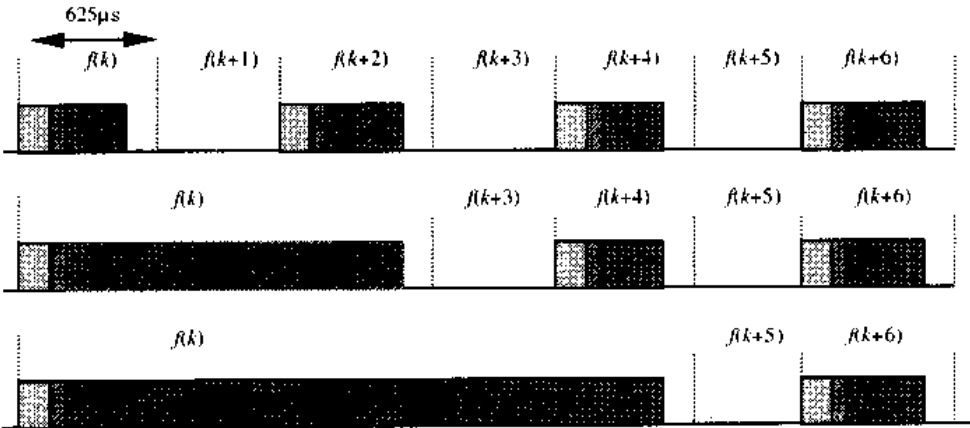 625μs
f(k) f(k+1) f(k+2) f(k+3) f(k+4) f(k+5) f(k+6)
f(k) f(k+3) f(k+4) f(k+5) f(k+6)
f(k) f(k+5) f(k+6)